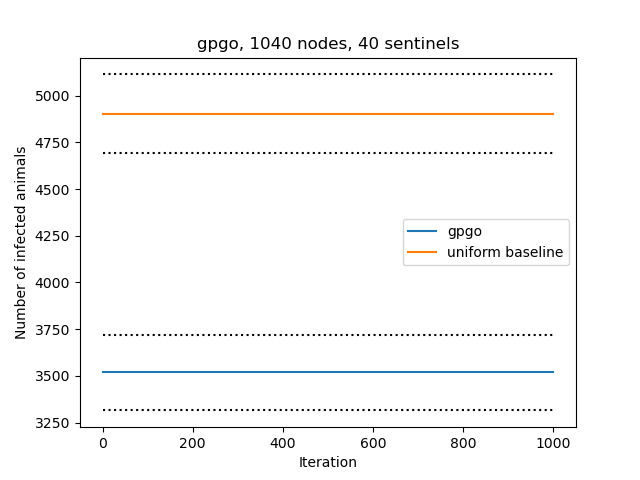 gpgo, 1040 nodes, 40 sentinels
Number of infected animals
5000
4750
4500
4250
4000
3750
3500
3250
gpgo
uniform baseline
0
200
400
600
800
1000
Iteration